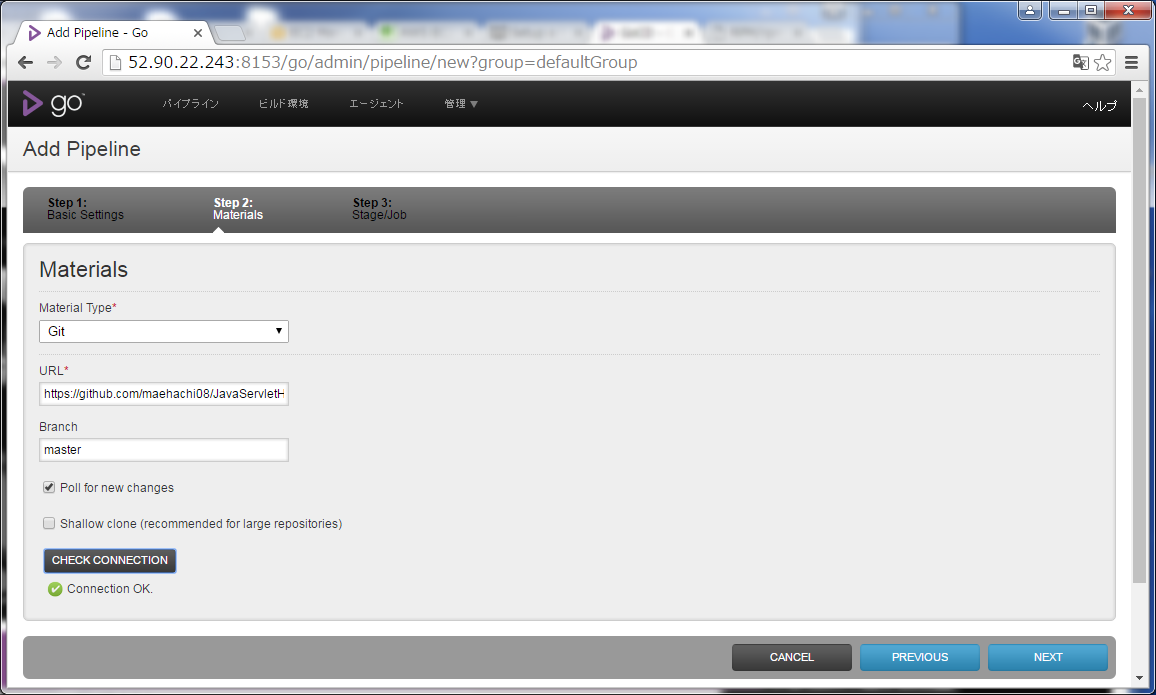 Add Pipeline - Go
52.90.22.243:8153/go/admin/pipeline/new?group=defaultGroup
go パイプライン ビルド環境 エージェント 管理 ▼ ヘルプ
Add Pipeline
Step 1: Step 2: Step 3:
Basic Settings Materials Stage/Job
Materials
Material Type*
Git
URL*
https://github.com/maehachi08/JavaServletH
Branch
master
Poll for new changes
Shallow clone (recommended for large repositories)
CHECK CONNECTION
Connection OK.
CANCEL PREVIOUS NEXT